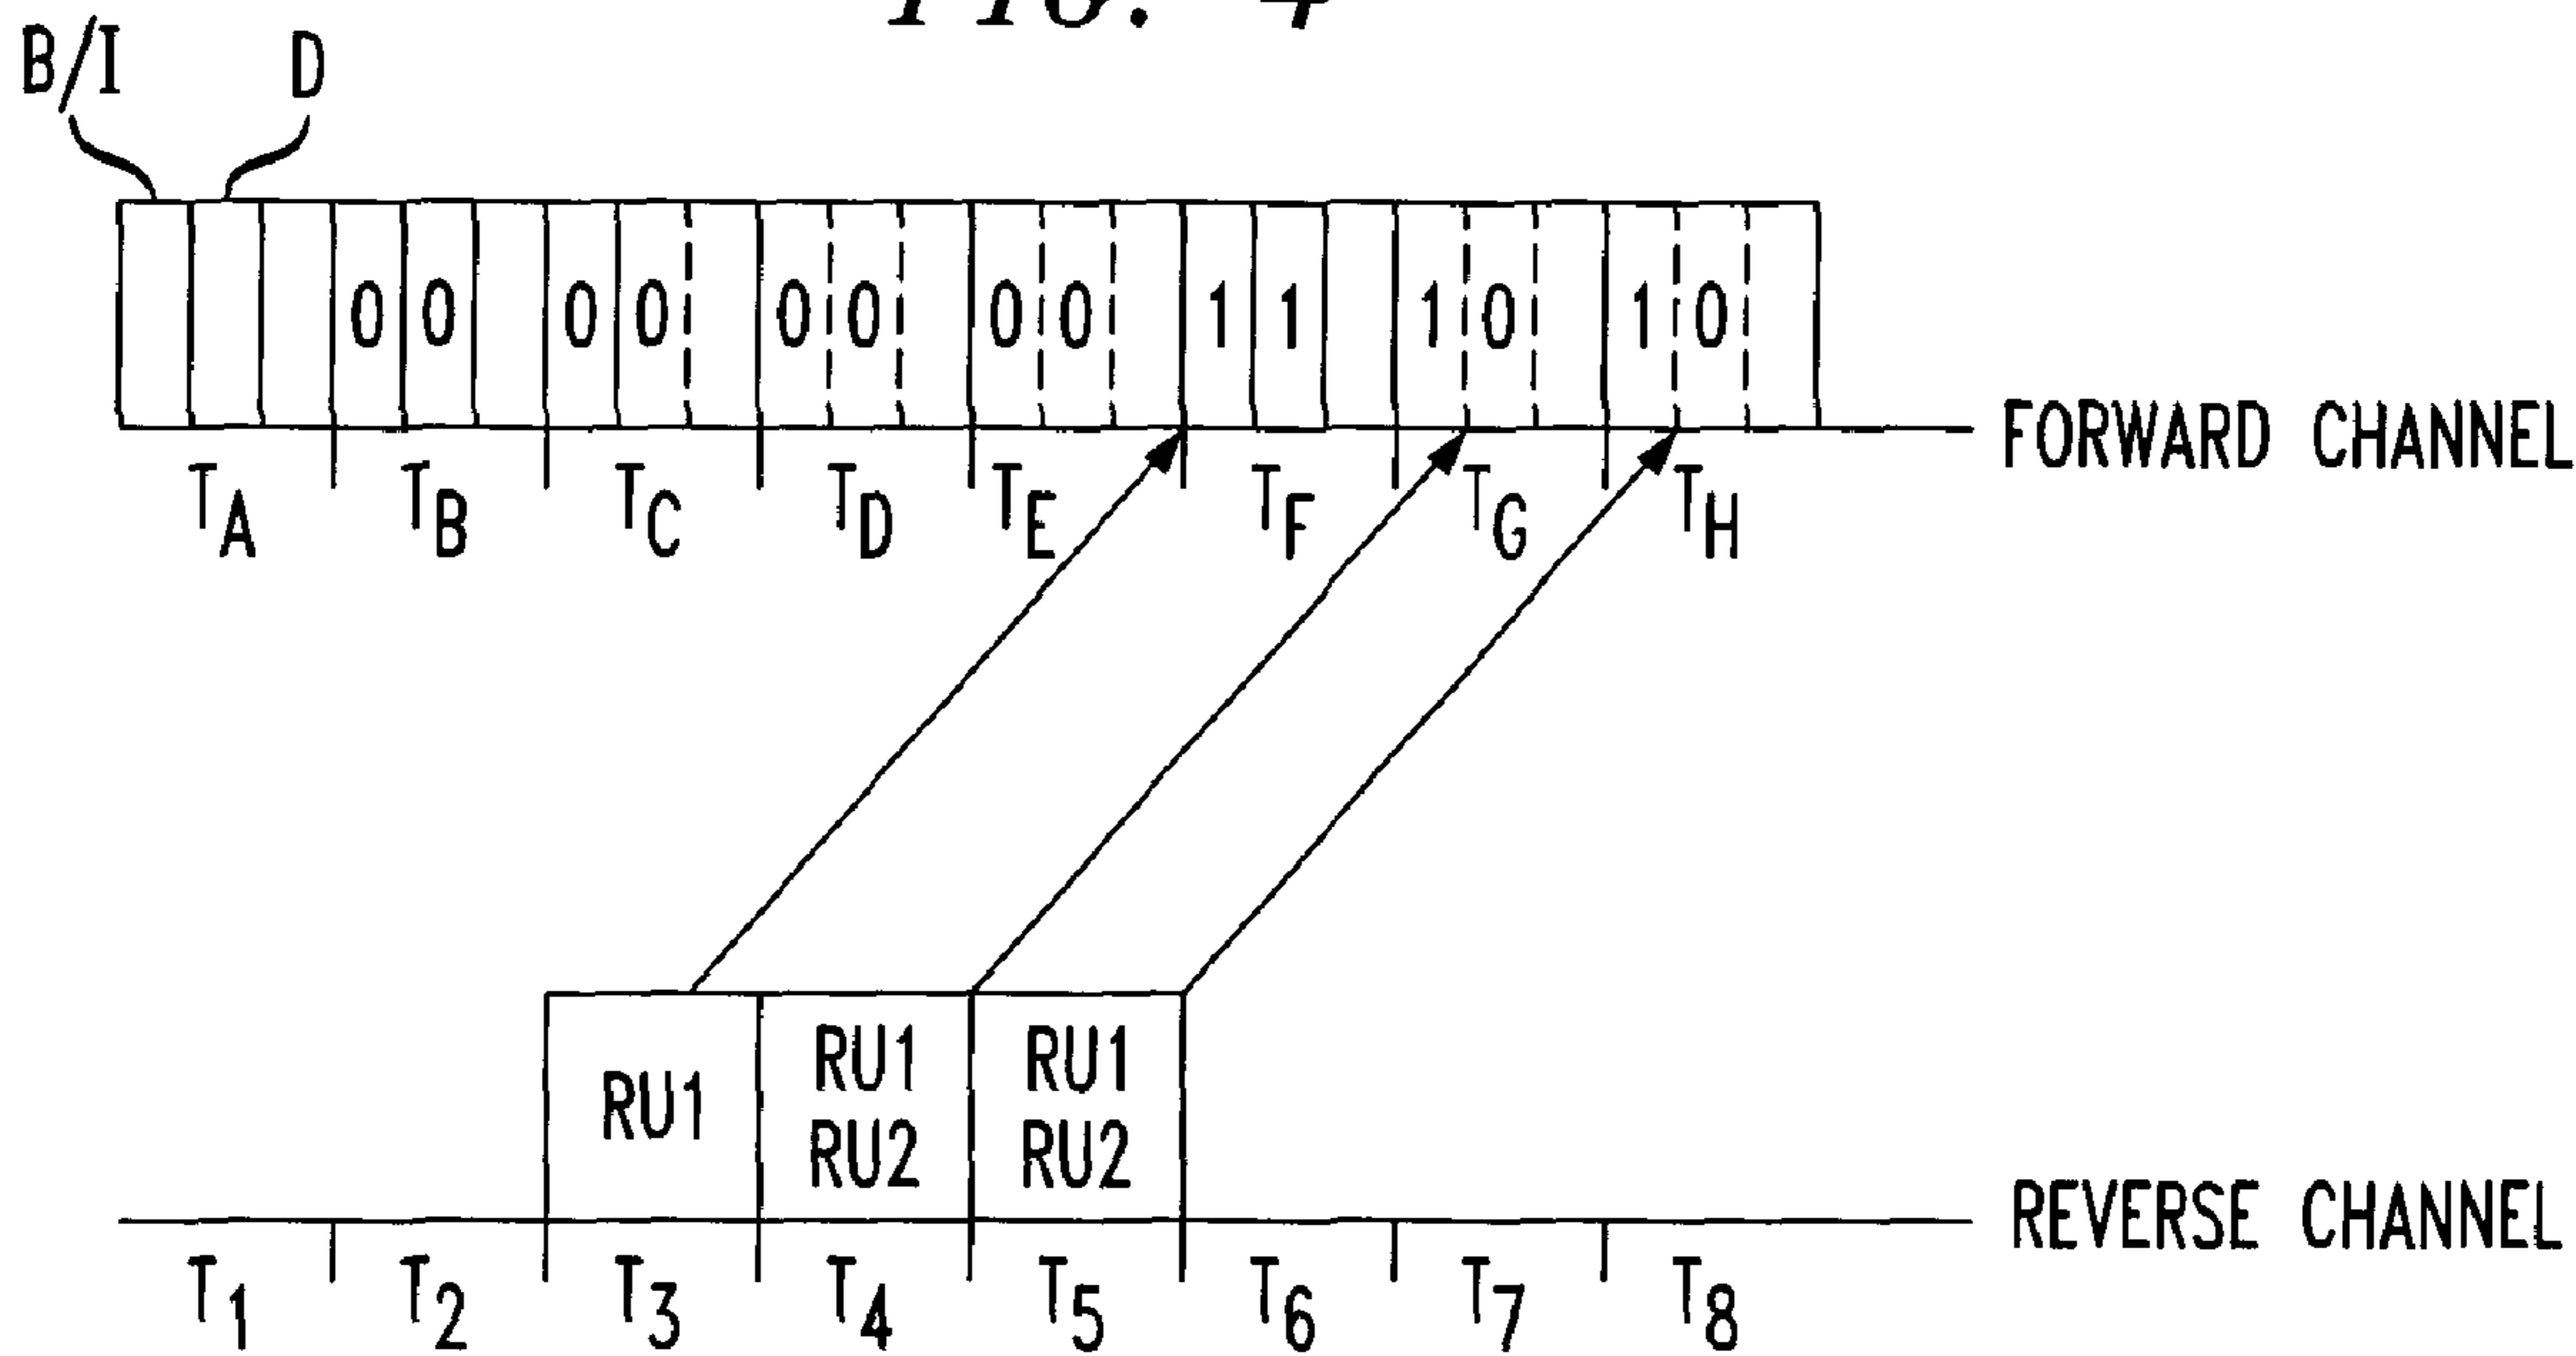 FIG. 4
B/I D
0 0 0 0 0 0 0 0 1 1 1 0 1 0
FORWARD CHANNEL
TA TB TC TD TE TF TG TH
RU1 RU1 RU2 RU1 RU2
REVERSE CHANNEL
T1 T2 T3 T4 T5 T6 T7 T8